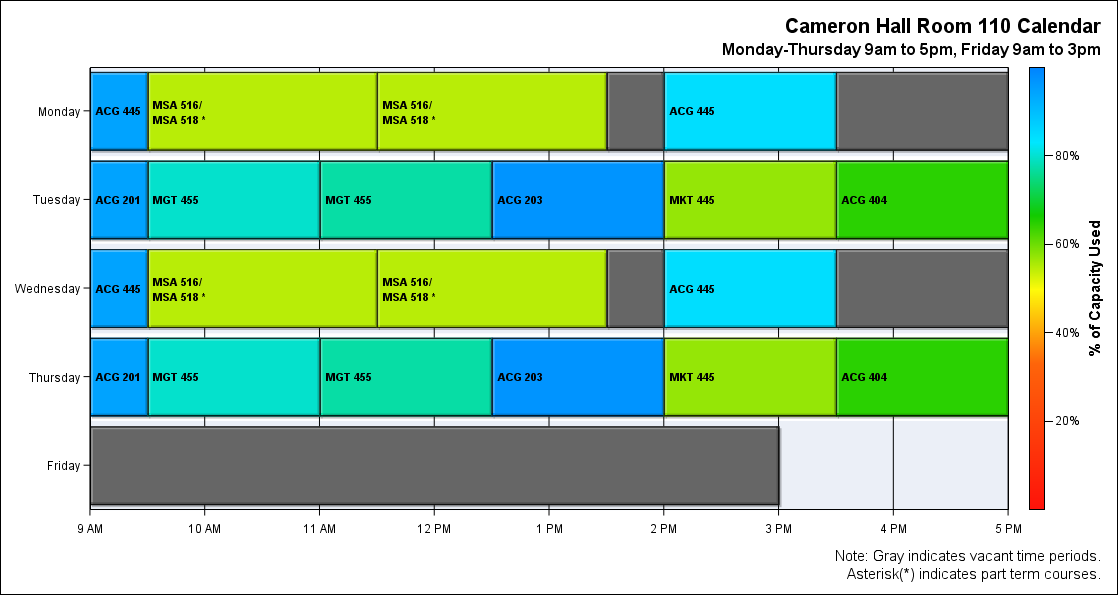 Cameron Hall Room 110 Calendar
Monday-Thursday 9am to 5pm, Friday 9am to 3pm
Monday
ACG 445
MSA 516/
MSA 518 *
MSA 516/
MSA 518 *
ACG 445
Tuesday
ACG 201
MGT 455
MGT 455
ACG 203
MKT 445
ACG 404
Wednesday
ACG 445
MSA 516/
MSA 518 *
MSA 516/
MSA 518 *
ACG 445
Thursday
ACG 201
MGT 455
MGT 455
ACG 203
MKT 445
ACG 404
Friday
9 AM
10 AM
11 AM
12 PM
1 PM
2 PM
3 PM
4 PM
5 PM
80%
60%
40%
20%
% of Capacity Used
Note: Gray indicates vacant time periods.
Asterisk(*) indicates part term courses.